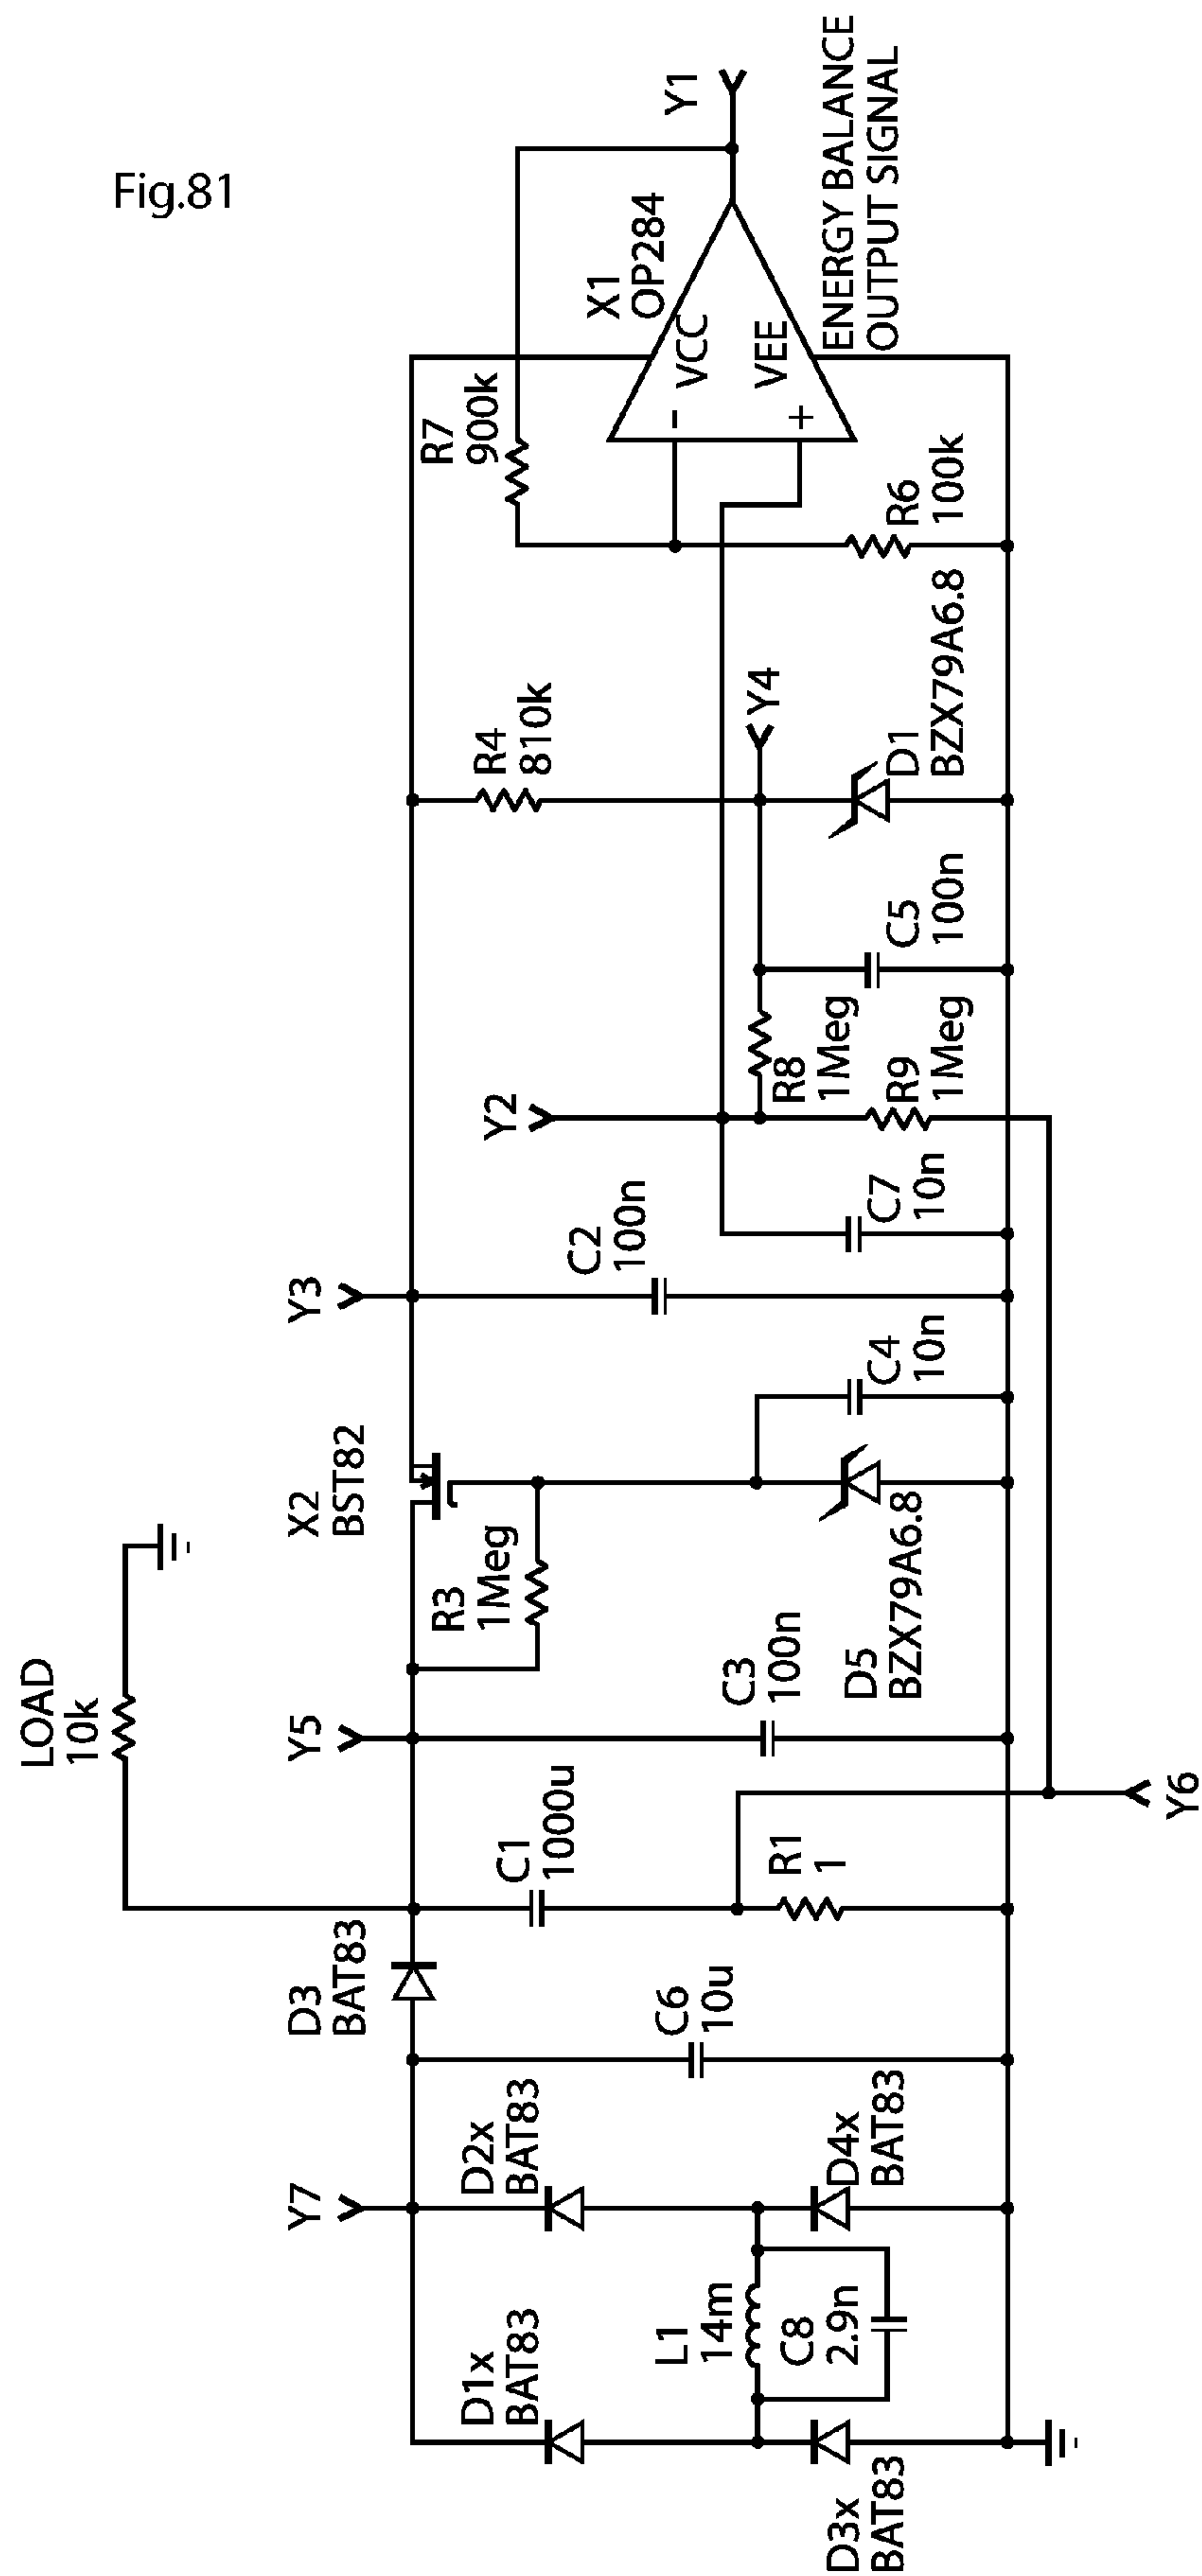 Fig.81
LOAD
10k
X2
BST82
Y3
Y5
D3
BAT83
Y7
R7
900k
X1
OP284
Y1
VCC
VEE
-
+
ENERGY BALANCE
OUTPUT SIGNAL
R6
100k
R4
810k
Y4
D1
BZX79A6.8
C5
100n
R8
1Meg
R9
1Meg
Y2
C7
10n
C2
100n
C4
10n
R3
1Meg
D5
BZX79A6.8
C3
100n
C1
1000u
R1
1
Y6
C6
10u
D2x
BAT83
D4x
BAT83
L1
14m
C8
2.9n
D1x
BAT83
D3x
BAT83